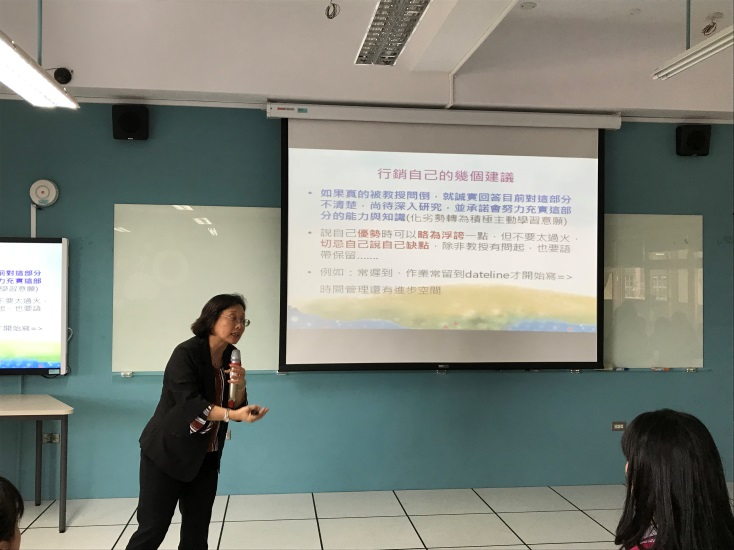 行銷自己的幾個建議
• 如果真的被教授問倒，就誠實回答目前對這部分
不清楚，尚待深入研究，並承諾會努力充實這部
分的能力與知識(化劣勢轉為積極主動學習意願)
• 說自己優勢時可以略為浮誇一點，但不要太過火，
切忌自己說自己缺點，除非教授有問起，也要語
帶保留.......
• 例如：常遲到、作業常留到dateline才開始寫=>
時間管理還有進步空間
前對這部分
力充實這部
學習意願)
不要太過火，
也要語
才開始寫=>